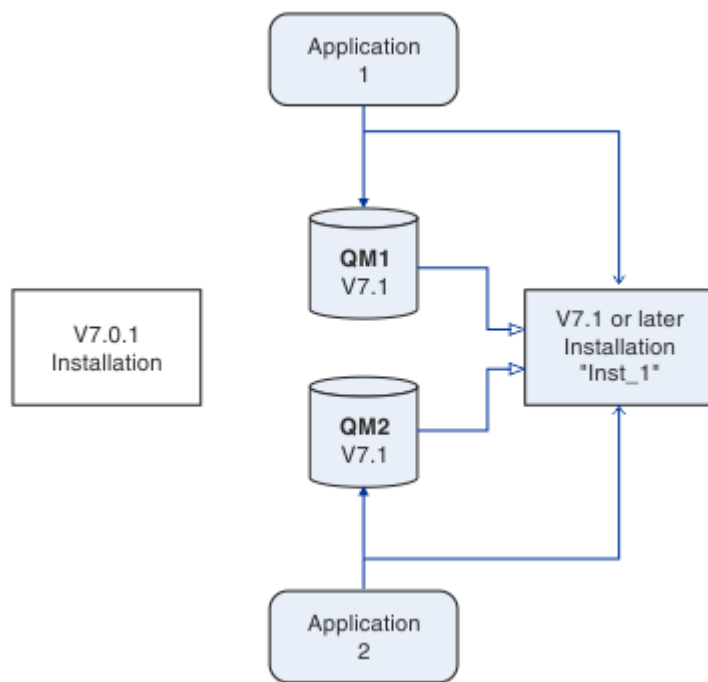 Application
1
QM1
V7.1
V7.0.1
Installation
V7.1 or later
Installation
"Inst_1"
QM2
V7.1
Application
2